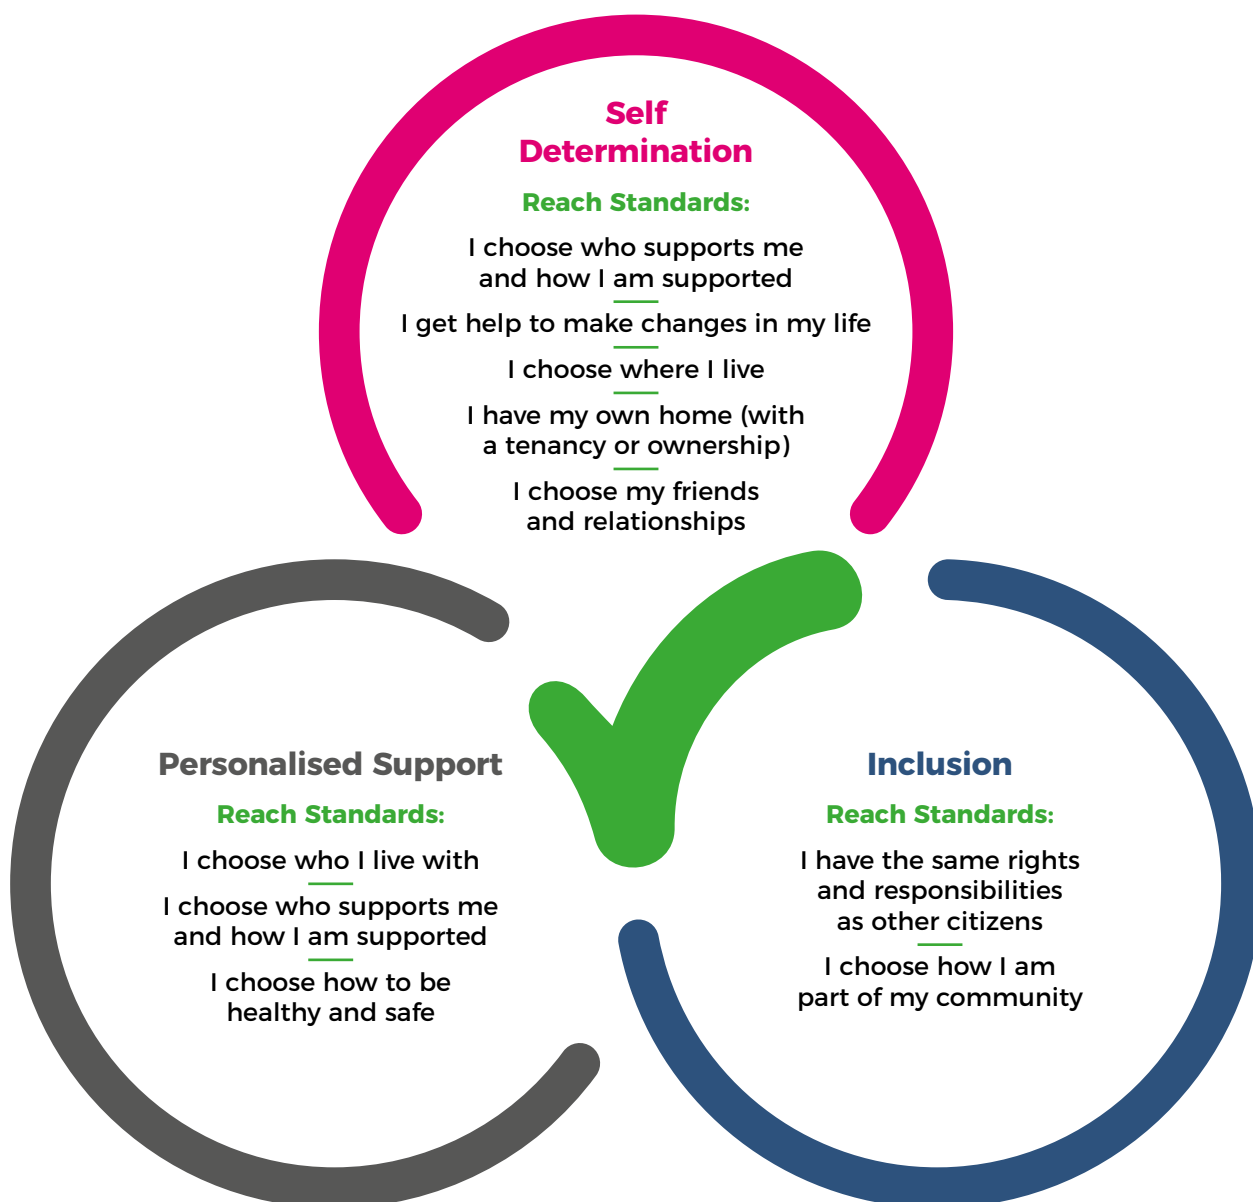 Self
Determination
Reach Standards:
I choose who supports me
and how I am supported
I get help to make changes in my life
I choose where I live
I have my own home (with
a tenancy or ownership)
I choose my friends
and relationships
Personalised Support
Reach Standards:
I choose who I live with
I choose who supports me
and how I am supported
I choose how to be
healthy and safe
Inclusion
Reach Standards:
I have the same rights
and responsibilities
as other citizens
I choose how I am
part of my community